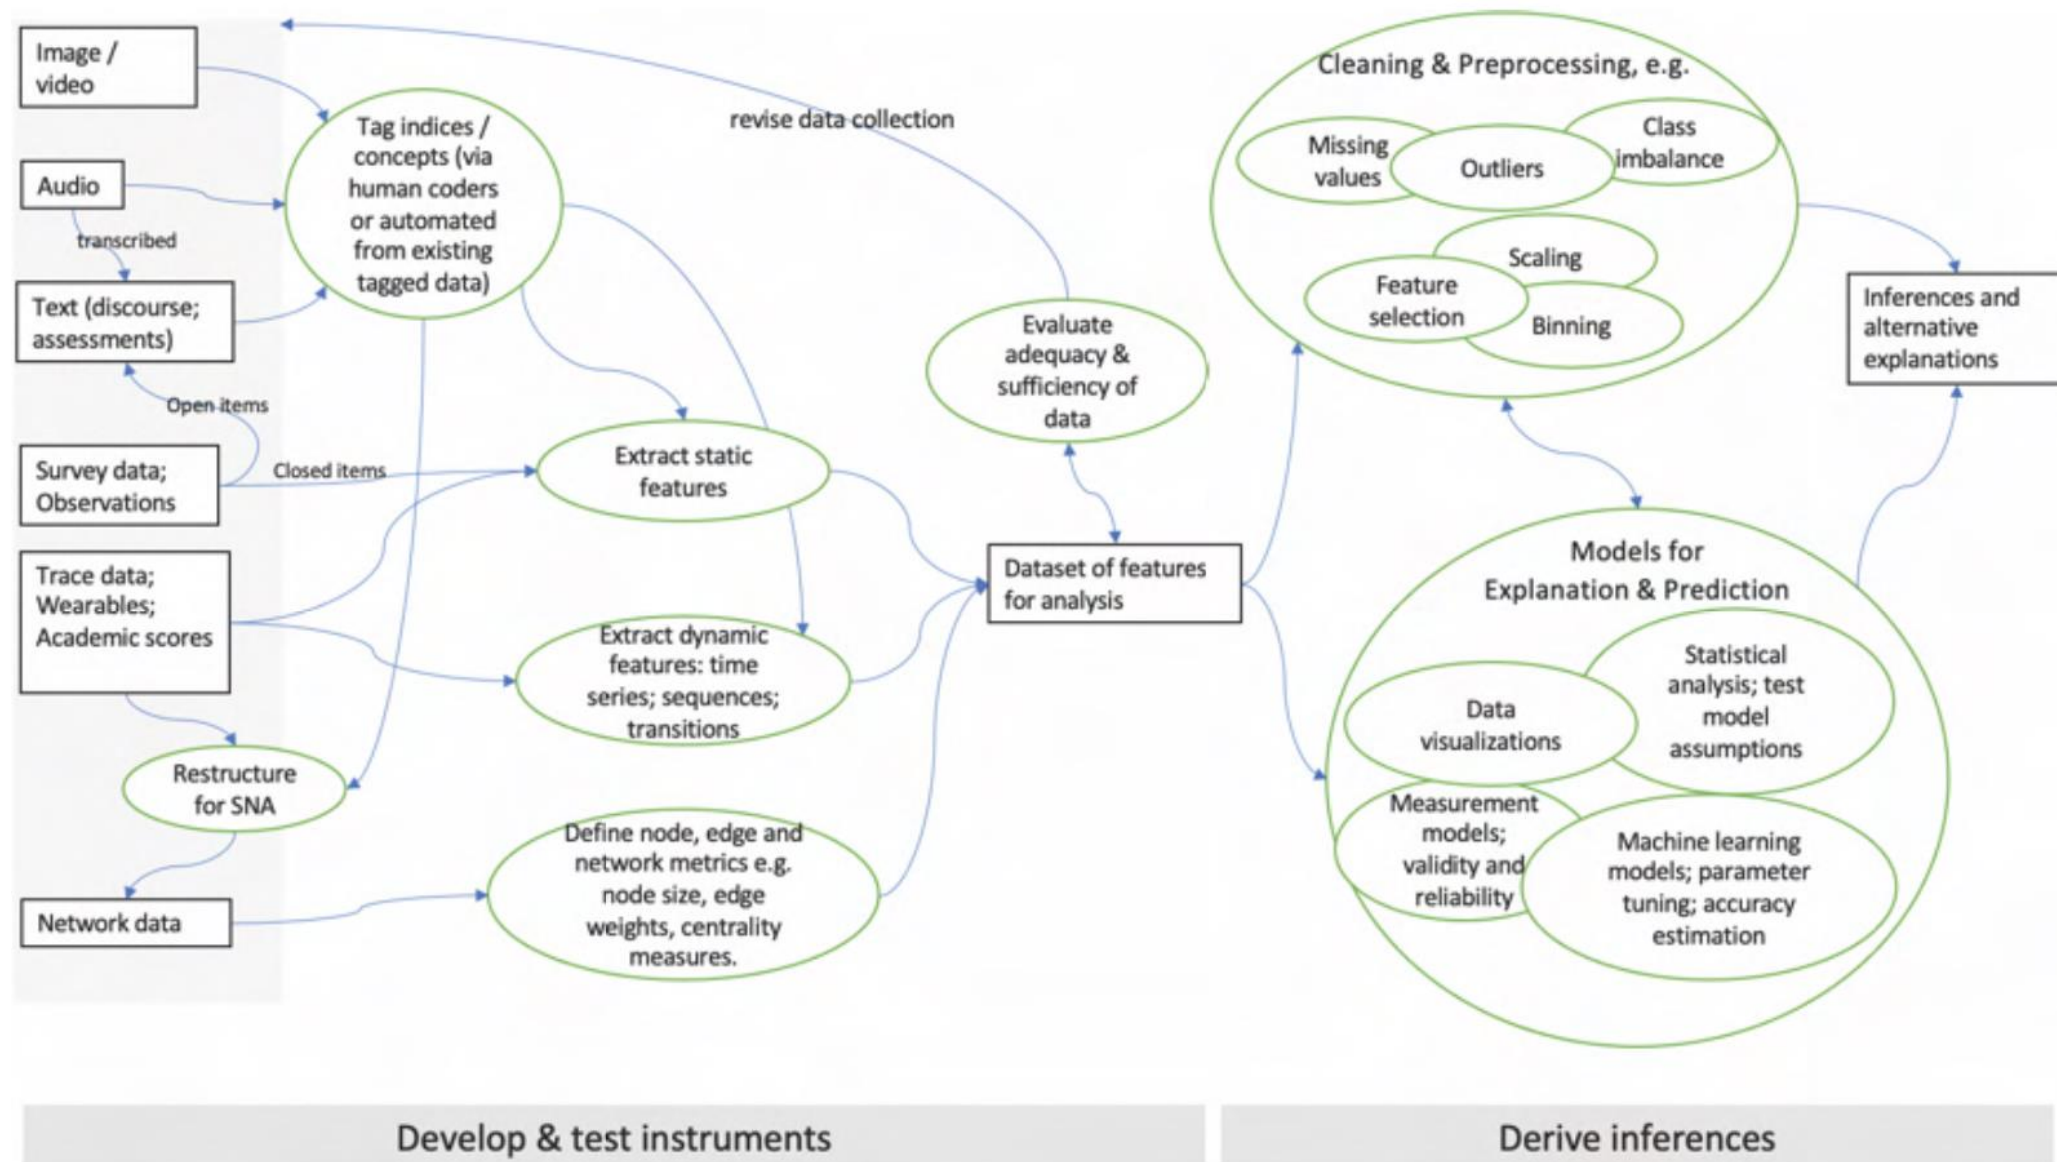 Image /
video
Audio
transcribed
Text (discourse;
assessments)
Open items
Survey data;
Observations
Closed items
Trace data;
Wearables;
Academic scores
Restructure
for SNA
Network data
Tag indices /
concepts (via
human coders
or automated
from existing
tagged data)
revise data collection
Extract static
features
Extract dynamic
features: time
series; sequences;
transitions
Define node, edge and
network metrics e.g.
node size, edge
weights, centrality
measures.
Evaluate
adequacy &
sufficiency of
data
Dataset of features
for analysis
Cleaning & Preprocessing, e.g.
Missing
values
Outliers
Class
imbalance
Scaling
Feature
selection
Binning
Models for
Explanation & Prediction
Statistical
analysis; test
model
assumptions
Data
visualizations
Measurement
models;
validity and
reliability
Machine learning
models; parameter
tuning; accuracy
estimation
Inferences and
alternative
explanations
Develop & test instruments
Derive inferences